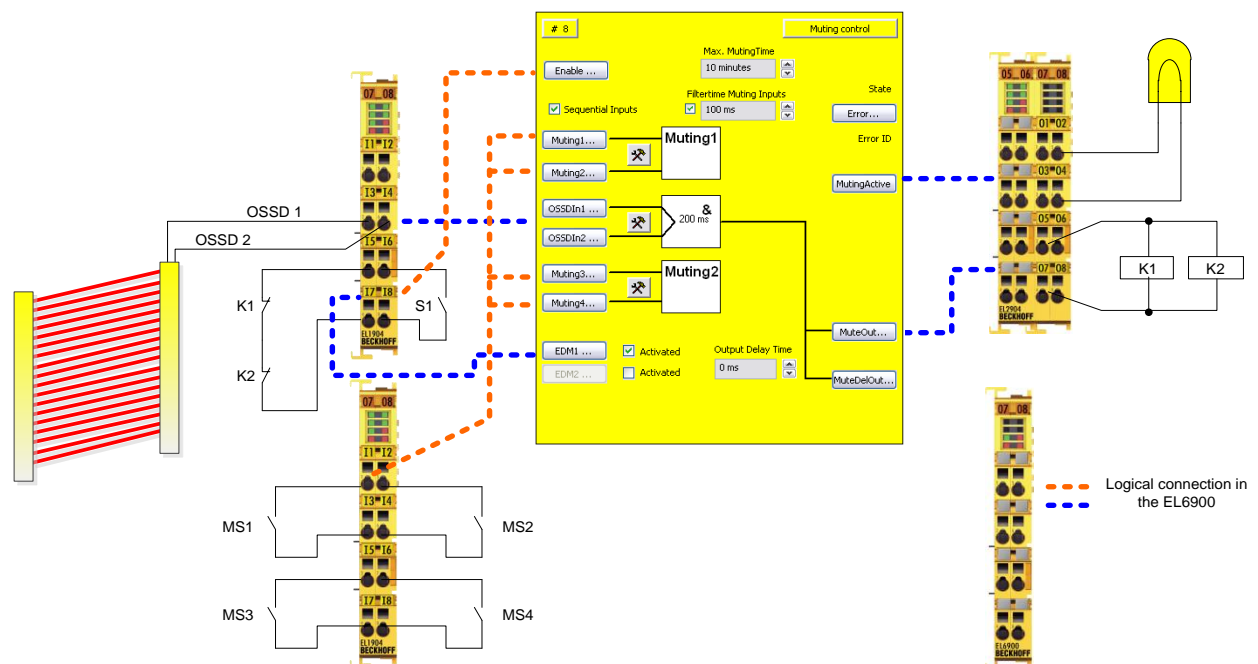 # 8
Muting control
Max. MutingTime
10 minutes
Enable ...
Filtertime Muting Inputs
State
Sequential Inputs
100 ms
Error...
Error ID
Muting1...
Muting1
Muting2...
MutingActive
OSSDIn1 ...
&
200 ms
OSSDIn2 ...
Muting3...
Muting2
Muting4...
MuteOut...
EDM1 ...
Activated
Output Delay Time
0 ms
EDM2 ...
Activated
MuteDelOut...
OSSD 1
OSSD 2
K1
S1
K2
07_08
I1 I2
I3 I4
I5 I6
I7 I8
EL1904
BECKHOFF
07_08
I1 I2
I3 I4
I5 I6
I7 I8
EL1904
BECKHOFF
MS1
MS2
MS3
MS4
05_06 07_08
01 02
03 04
05 06
07 08
EL2904
BECKHOFF
K1
K2
07_08
EL6900
BECKHOFF
Logical connection in
the EL6900